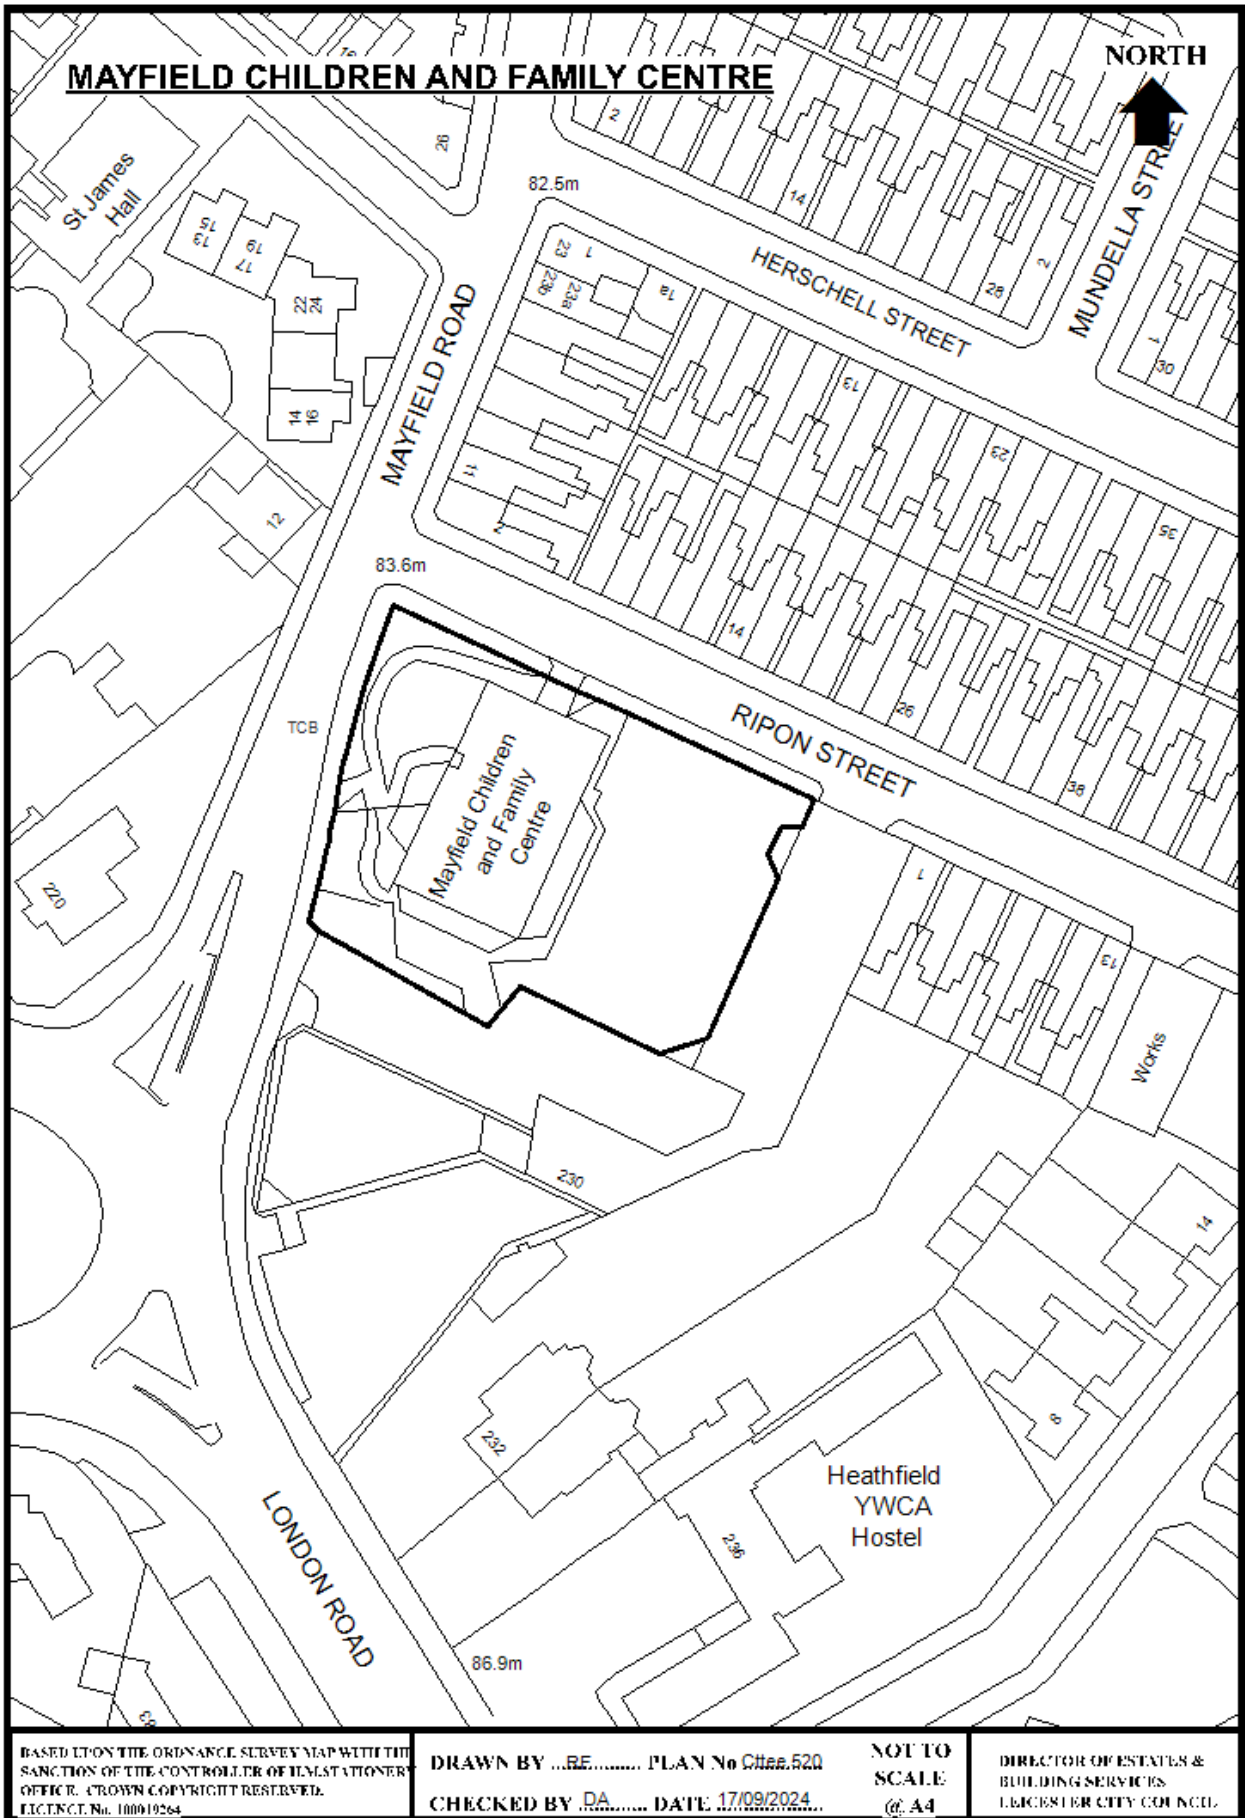 MAYFIELD CHILDREN AND FAMILY CENTRE
NORTH
St James
Hall
26
2
14
28
2
82.5m
HERSCHELL STREET
MUNDELLA STREE
1
30
13
15
19
17
22
24
14
16
12
MAYFIELD ROAD
23
1
23b
23a
1a
13
23
35
11
2
14
26
38
83.6m
RIPON STREET
TCB
Mayfield Children
and Family
Centre
220
1
13
Works
230
14
8
232
236
Heathfield
YWCA
Hostel
LONDON ROAD
86.9m
63
BASED UPON THE ORDNANCE SURVEY MAP WITH THE
SANCTION OF THE CONTROLLER OF H.M.STATIONERY
OFFICE. CROWN COPYRIGHT RESERVED.
LICENCE No. 100019264
DRAWN BY ...RE......... PLAN No Cttee 520
CHECKED BY DA....... DATE 17/09/2024
NOT TO
SCALE
@ A4
DIRECTOR OF ESTATES &
BUILDING SERVICES
LEICESTER CITY COUNCIL